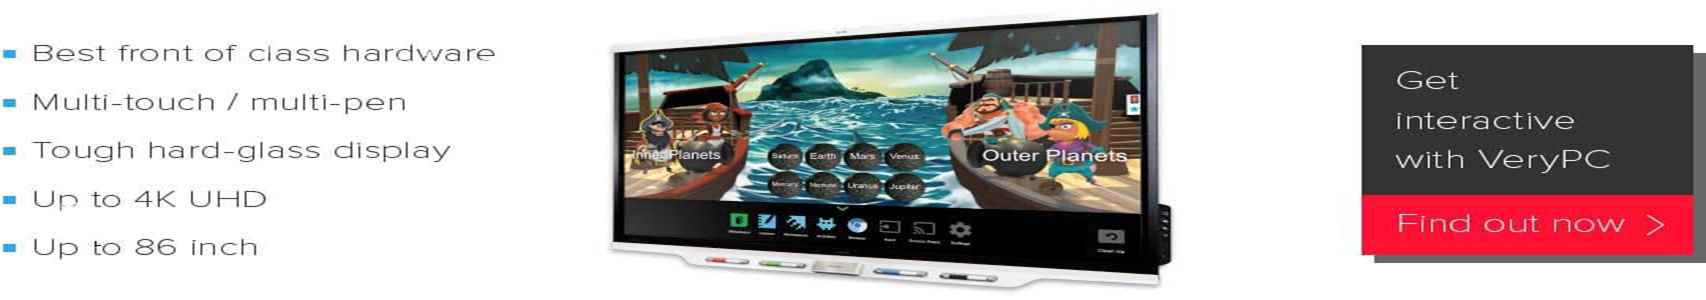 Best front of class hardware
Multi-touch / multi-pen
Tough hard-glass display
Up to 4K UHD
Up to 86 inch
Inner Planets
Outer Planets
Saturn Earth Mars Venus
Mercury Neptune Uranus Jupiter
Get
interactive
with VeryPC
Find out now >